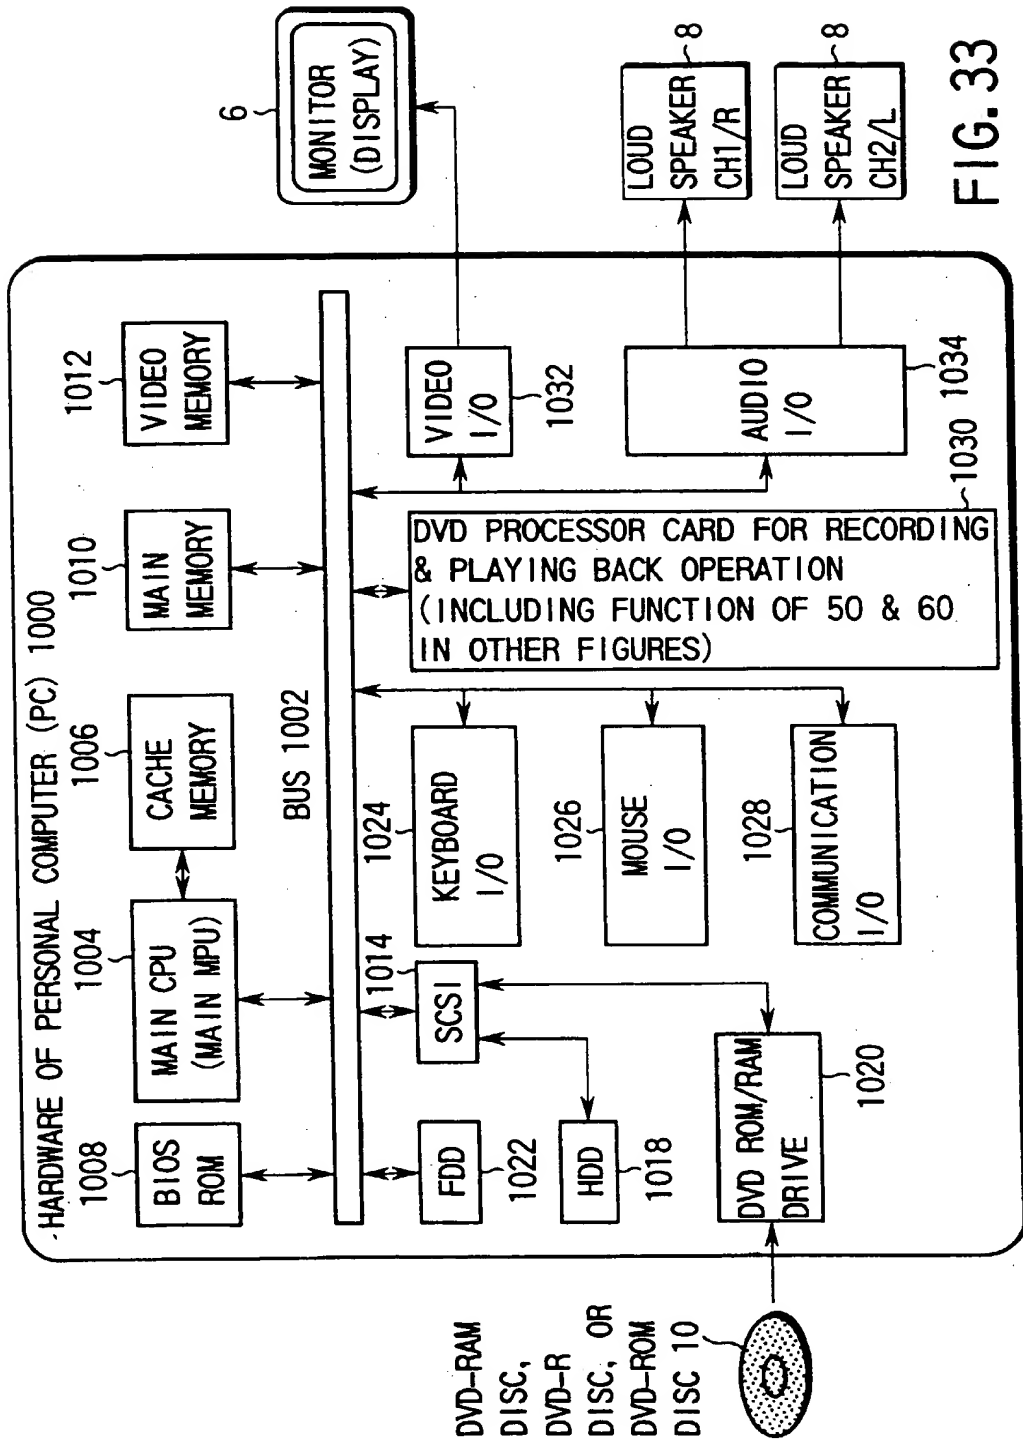 HARDWARE OF PERSONAL COMPUTER (PC) 1000
1008
BIOS
ROM
1004
MAIN CPU
(MAIN MPU)
1006
CACHE
MEMORY
1010
MAIN
MEMORY
1012
VIDEO
MEMORY
6
MONITOR
(DISPLAY)
BUS 1002
FDD
1022
1014
SCSI
HDD
1018
1024
KEYBOARD
I/O
1026
MOUSE
I/O
1028
COMMUNICATION
I/O
DVD PROCESSOR CARD FOR RECORDING
& PLAYING BACK OPERATION
(INCLUDING FUNCTION OF 50 & 60
IN OTHER FIGURES)
1030
VIDEO
I/O
1032
AUDIO
I/O
1034
LOUD
SPEAKER
CH1/R
8
LOUD
SPEAKER
CH2/L
8
DVD ROM/RAM
DRIVE
1020
DVD-RAM
DISC,
DVD-R
DISC, OR
DVD-ROM
DISC 10
FIG. 33